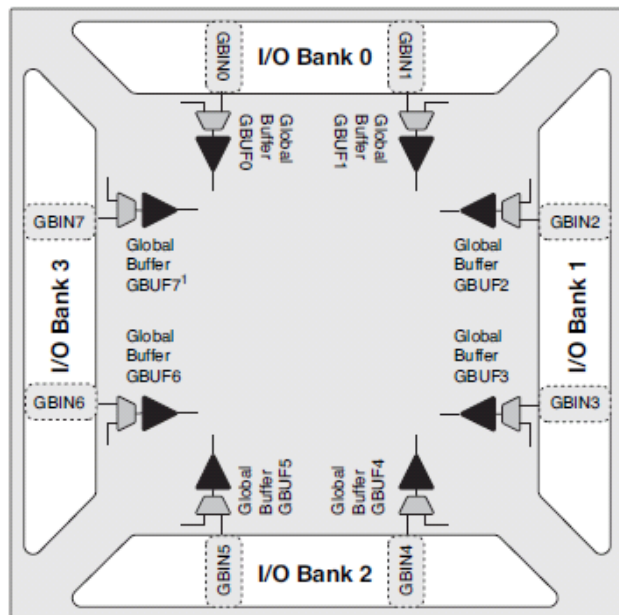 GBIN0
I/O Bank 0
GBIN1
Global
Buffer
GBUF0
Global
Buffer
GBUF1
GBIN7
GBIN2
Global
Buffer
GBUF7¹
Global
Buffer
GBUF2
I/O Bank 3
I/O Bank 1
Global
Buffer
GBUF6
Global
Buffer
GBUF3
GBIN6
GBIN3
Global
Buffer
GBUF5
Global
Buffer
GBUF4
GBIN5
I/O Bank 2
GBIN4